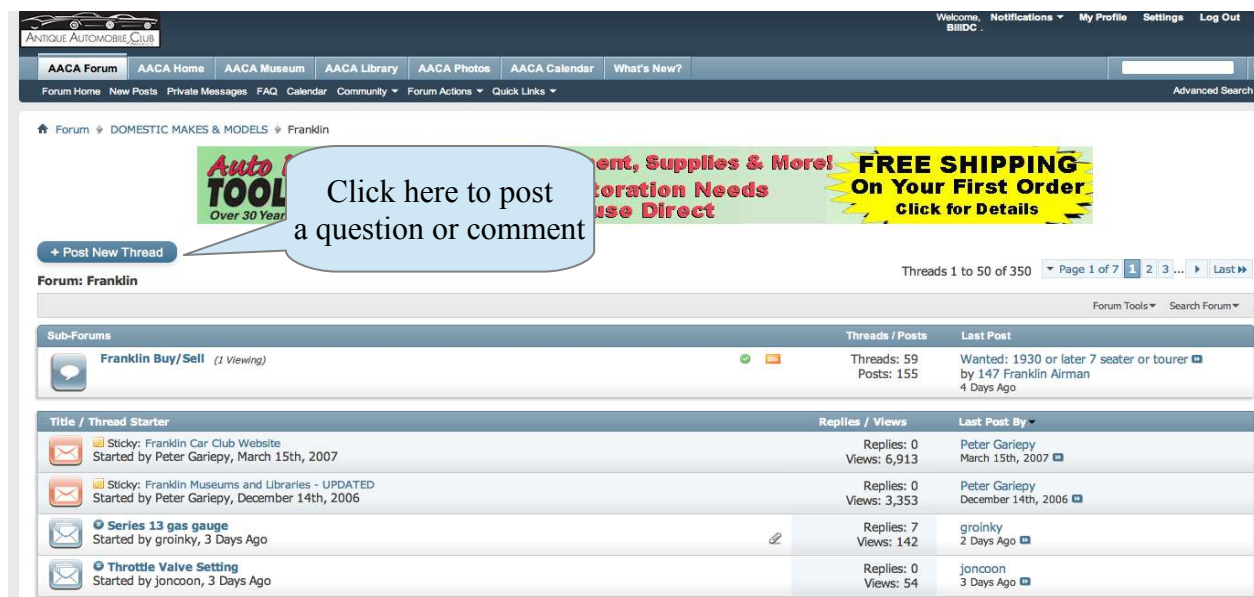 Welcome, BillDC .
Notifications My Profile Settings Log Out
ANTIQUE AUTOMOBILE CLUB
AACA Forum AACA Home AACA Museum AACA Library AACA Photos AACA Calendar What's New?
Forum Home New Posts Private Messages FAQ Calendar Community Forum Actions Quick Links Advanced Search
Forum DOMESTIC MAKES & MODELS Franklin
Auto
TOOL
Over 30 Year
ent, Supplies & More!
toration Needs
use Direct
FREE SHIPPING
On Your First Order
Click for Details
Click here to post
a question or comment
+ Post New Thread
Forum: Franklin
Threads 1 to 50 of 350 Page 1 of 7 1 2 3 ... Last
Forum Tools Search Forum
Sub-Forums Threads / Posts Last Post
Franklin Buy/Sell (1 Viewing) Threads: 59 Wanted: 1930 or later 7 seater or tourer
Posts: 155 by 147 Franklin Airman
4 Days Ago
Title / Thread Starter Replies / Views Last Post By
Sticky: Franklin Car Club Website Replies: 0 Peter Gariepy
Started by Peter Gariepy, March 15th, 2007 Views: 6,913 March 15th, 2007
Sticky: Franklin Museums and Libraries - UPDATED Replies: 0 Peter Gariepy
Started by Peter Gariepy, December 14th, 2006 Views: 3,353 December 14th, 2006
Series 13 gas gauge Replies: 7 groinky
Started by groinky, 3 Days Ago Views: 142 2 Days Ago
Throttle Valve Setting Replies: 0 joncoon
Started by joncoon, 3 Days Ago Views: 54 3 Days Ago